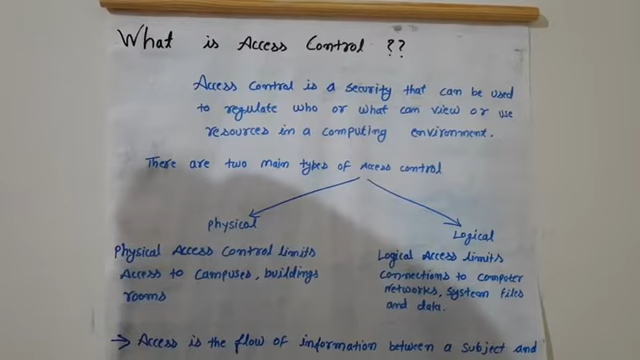 What is Access Control ??
Access Control is a security that can be used
to regulate who or what can view or use
resources in a computing environment.
There are two main types of Access control
Physical
Logical
Physical Access Control limits
Access to Campuses, buildings
rooms
Logical Access limits
connections to computer
networks, system files
and data.
→ Access is the flow of information between a subject and